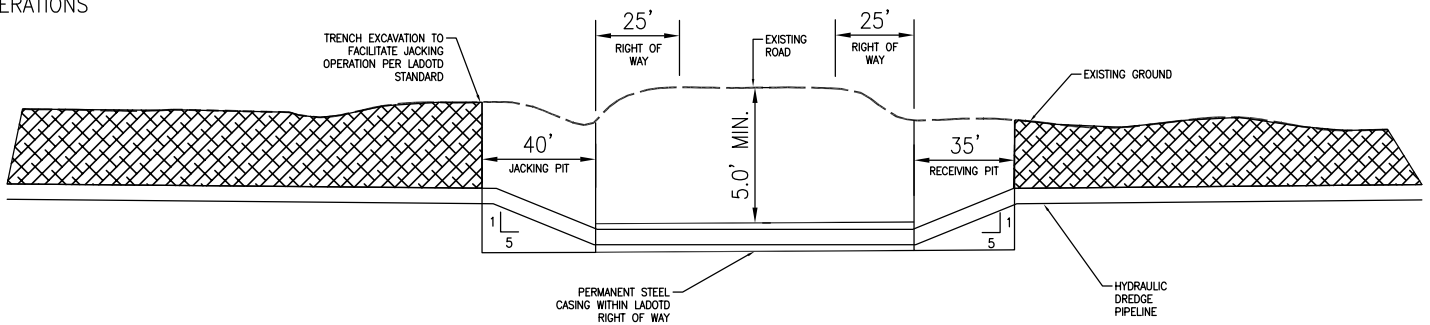 ERATIONS
TRENCH EXCAVATION TO
FACILITATE JACKING
OPERATION PER LADOTD
STANDARD
25'
RIGHT OF
WAY
EXISTING
ROAD
25'
RIGHT OF
WAY
EXISTING GROUND
40'
JACKING PIT
5.0' MIN.
35'
RECEIVING PIT
1
5
1
5
PERMANENT STEEL
CASING WITHIN LADOTD
RIGHT OF WAY
HYDRAULIC
DREDGE
PIPELINE